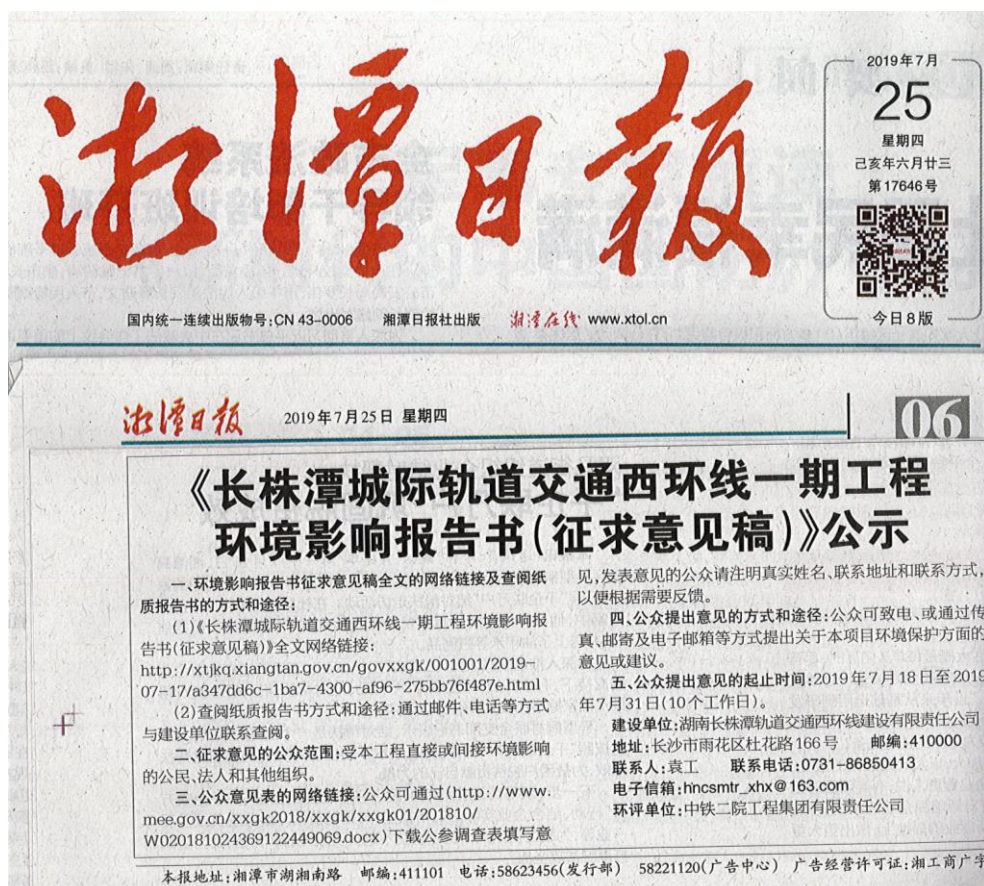 湘潭日报
2019年7月
25
星期四
己亥年六月廿三
第17646号
今日8版
国内统一连续出版物号:CN 43-0006 湘潭日报社出版 湘潭在线 www.xtol.cn
湘潭日报 2019年7月25日 星期四 06
《长株潭城际轨道交通西环线一期工程
环境影响报告书(征求意见稿)》公示
一、环境影响报告书征求意见稿全文的网络链接及查阅纸
质报告书的方式和途径:
(1)《长株潭城际轨道交通西环线一期工程环境影响报
告书(征求意见稿)》全文网络链接:
http://xtjkq.xiangtan.gov.cn/govxxgk/001001/2019-
07-17/a347dd6c-1ba7-4300-af96-275bb76f487e.html
(2)查阅纸质报告书方式和途径:通过邮件、电话等方式
与建设单位联系查阅。
二、征求意见的公众范围:受本工程直接或间接环境影响
的公民、法人和其他组织。
三、公众意见表的网络链接:公众可通过(http://www.
mee.gov.cn/xxgk2018/xxgk/xxgk01/201810/
W020181024369122449069.docx)下载公参调查表填写意
见,发表意见的公众请注明真实姓名、联系地址和联系方式,
以便根据需要反馈。
四、公众提出意见的方式和途径:公众可致电、或通过传
真、邮寄及电子邮箱等方式提出关于本项目环境保护方面的
意见或建议。
五、公众提出意见的起止时间:2019年7月18日至2019
年7月31日(10个工作日)。
建设单位:湖南长株潭轨道交通西环线建设有限责任公司
地址:长沙市雨花区杜花路166号 邮编:410000
联系人:袁工 联系电话:0731-86850413
电子信箱:hncsmtr_xhx@163.com
环评单位:中铁二院工程集团有限责任公司
本报地址:湘潭市湖湘南路 邮编:411101 电话:58623456(发行部) 58221120(广告中心) 广告经营许可证:湘工商广字